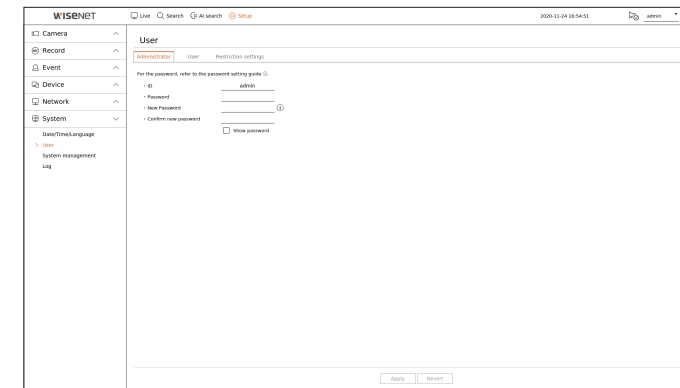 WISENET
Live Search AI search Setup 2020-11-24 16:54:51 admin
Camera
Record
Event
Device
Network
System
Date/Time/Language
User
System management
Log
User
Administrator User Restriction settings
For the password, refer to the password setting guide
ID admin
Password
New Password
Confirm new password
Show password
Apply Revert